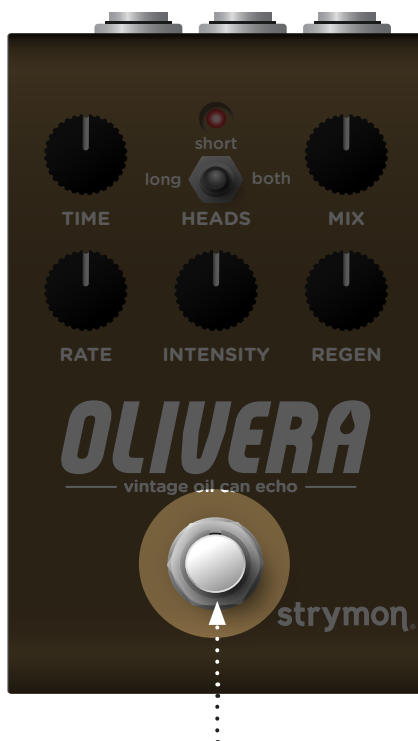 short
long both
TIME HEADS MIX
RATE INTENSITY REGEN
OLIVERA
vintage oil can echo
strymon®